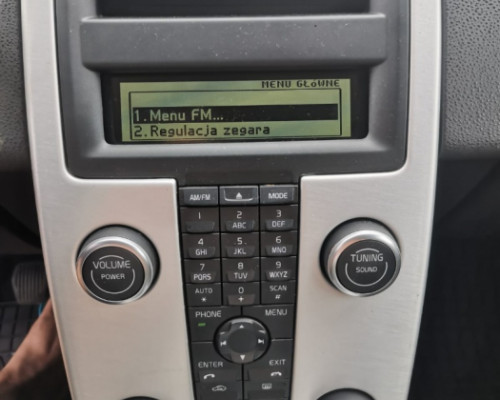 MENU GŁÓWNE
1.Menu FM...
2.Regulacja zegara
AM/FM
MODE
1
2 ABC
3 DEF
4 GHI
5 JKL
6 MNO
7 PQRS
8 TUV
9 WXYZ
AUTO *
0 +
SCAN #
VOLUME
POWER
TUNING
SOUND
PHONE
MENU
ENTER
EXIT